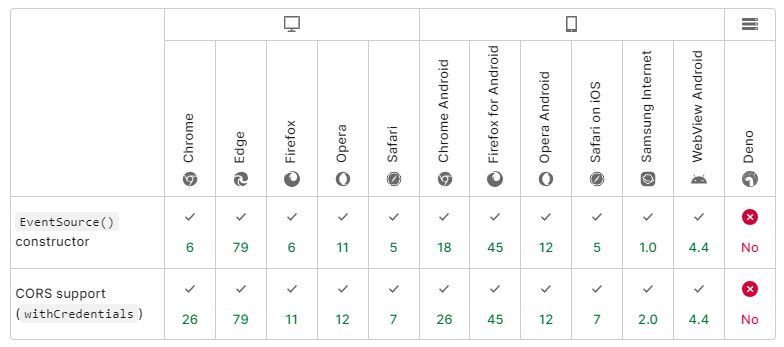 Chrome
Edge
Firefox
Opera
Safari
Chrome Android
Firefox for Android
Opera Android
Safari on iOS
Samsung Internet
WebView Android
Deno
EventSource()
constructor
6 79 6 11 5 18 45 12 5 1.0 4.4 No
CORS support
(withCredentials)
26 79 11 12 7 26 45 12 7 2.0 4.4 No